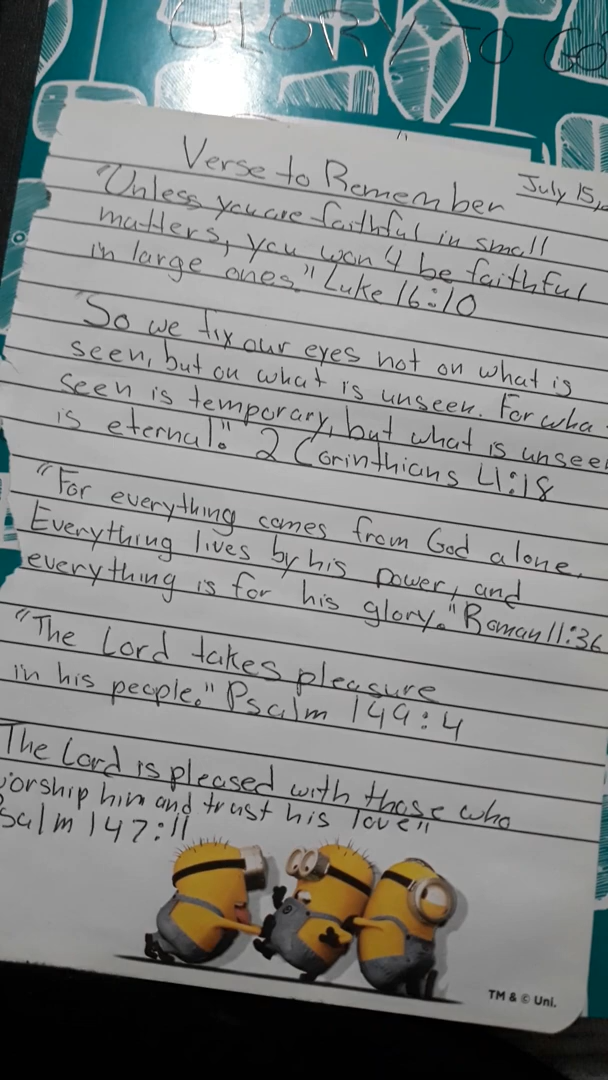 GLORY TO GO
Verse to Remember
July 15,
"Unless you are faithful in small
matters, you won't be faithful
in large ones." Luke 16:10
"So we fix our eyes not on what is
seen, but on what is unseen. For wha
seen is temporary, but what is unseen
is eternal." 2 Corinthians 4:18
"For everything comes from God alone.
Everything lives by his power, and
everything is for his glory." Roman 11:36
"The Lord takes pleasure
in his people." Psalm 149:4
The Lord is pleased with those who
worship him and trust his love"
Psalm 147:11
TM & © Uni.